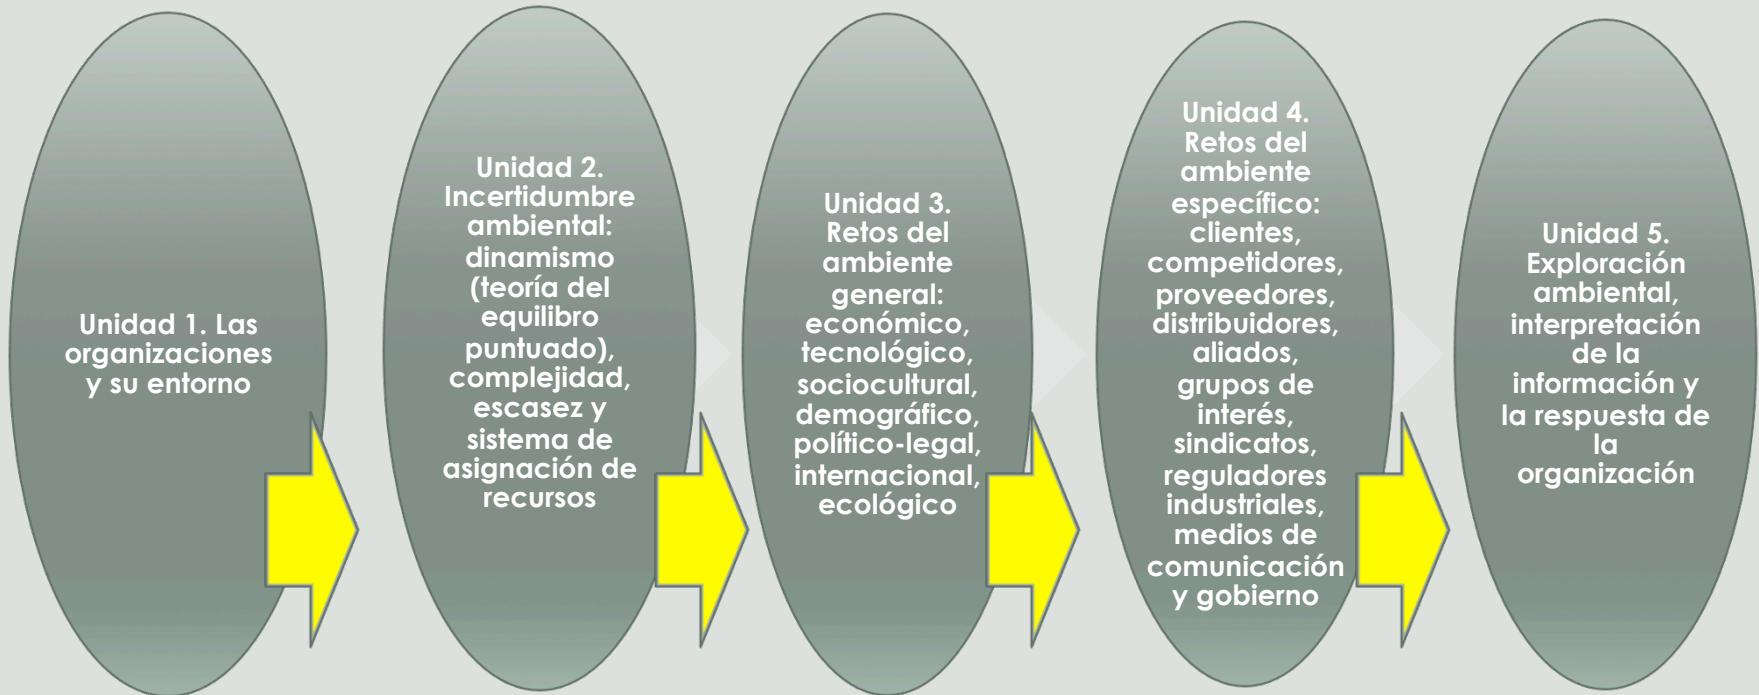 Unidad 1. Las
organizaciones
y su entorno
Unidad 2.
Incertidumbre
ambiental:
dinamismo
(teoría del
equilibro
puntuado),
complejidad,
escasez y
sistema de
asignación de
recursos
Unidad 3.
Retos del
ambiente
general:
económico,
tecnológico,
sociocultural,
demográfico,
político-legal,
internacional,
ecológico
Unidad 4.
Retos del
ambiente
específico:
clientes,
competidores,
proveedores,
distribuidores,
aliados,
grupos de
interés,
sindicatos,
reguladores
industriales,
medios de
comunicación
y gobierno
Unidad 5.
Exploración
ambiental,
interpretación
de la
información y
la respuesta de
la
organización